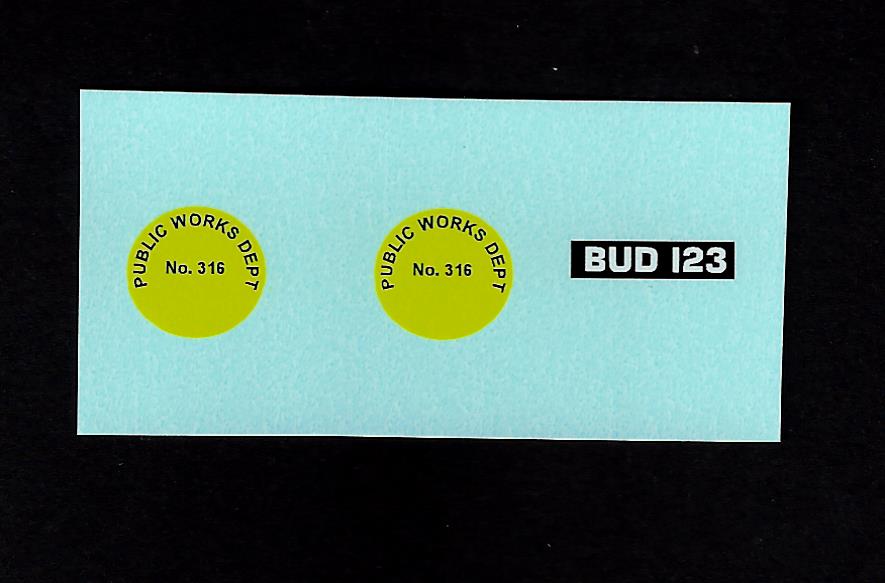 PUBLIC WORKS DEPT
No. 316
PUBLIC WORKS DEPT
No. 316
BUD 123